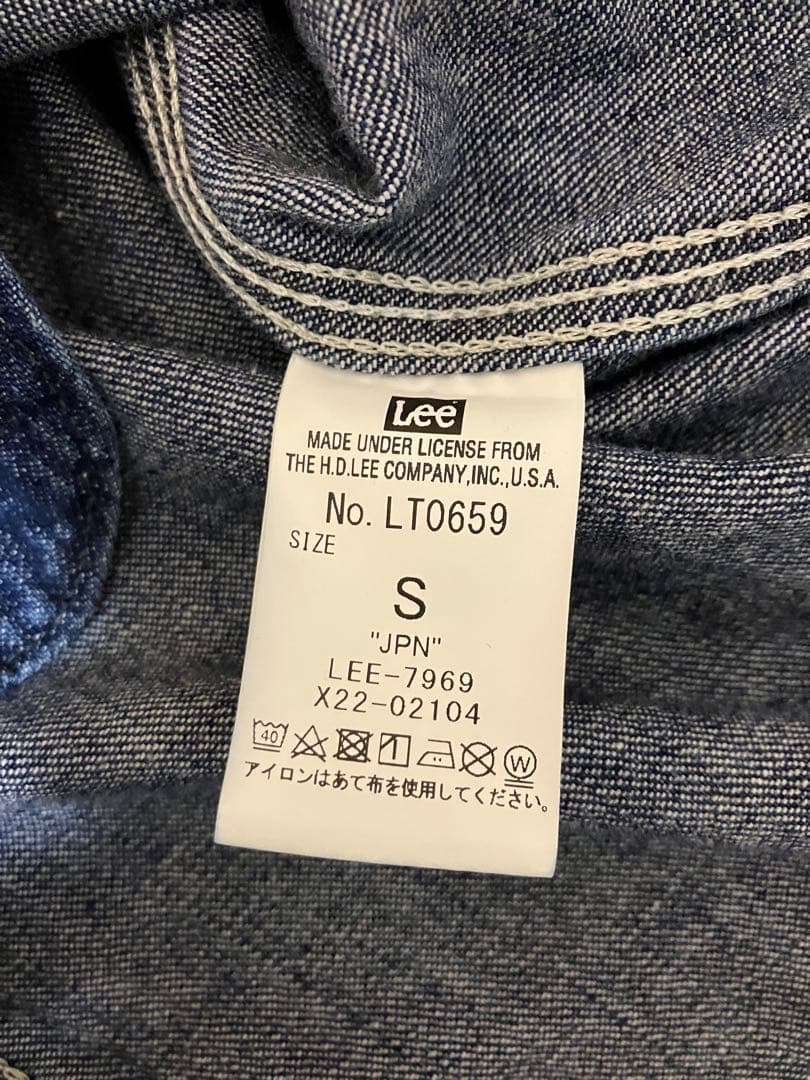 Lee
MADE UNDER LICENSE FROM
THE H.D.LEE COMPANY,INC.,U.S.A.
No. LT0659
SIZE
S
"JPN"
LEE-7969
X22-02104
40 W
アイロンはあて布を使用してください。